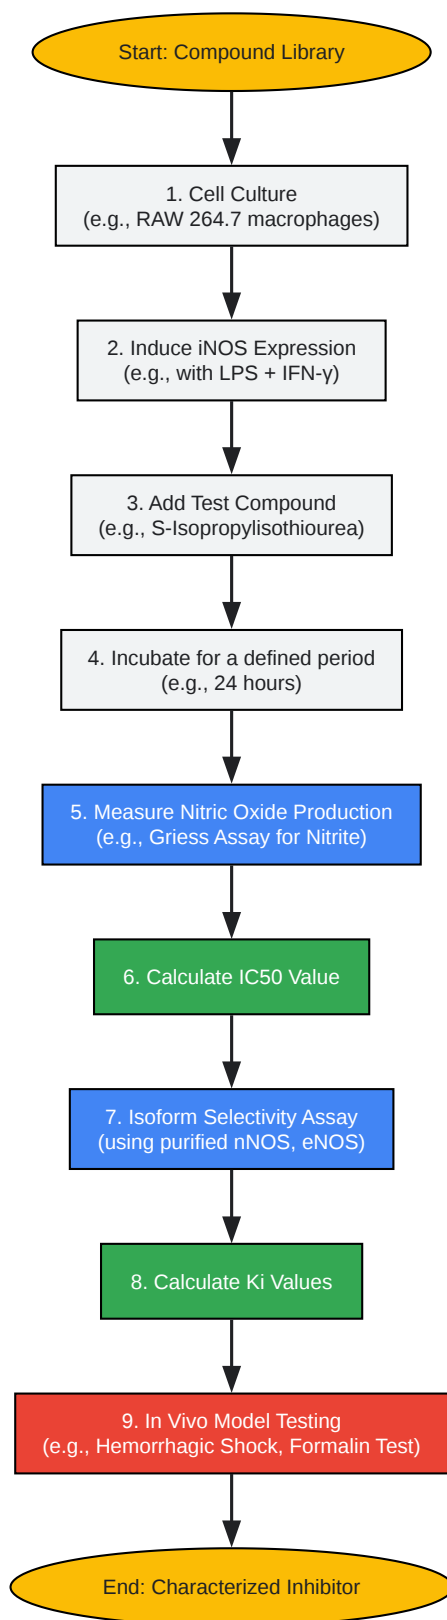 Start: Compound Library
1. Cell Culture
(e.g., RAW 264.7 macrophages)
2. Induce iNOS Expression
(e.g., with LPS + IFN-γ)
3. Add Test Compound
(e.g., S-Isopropylisothiourea)
4. Incubate for a defined period
(e.g., 24 hours)
5. Measure Nitric Oxide Production
(e.g., Griess Assay for Nitrite)
6. Calculate IC50 Value
7. Isoform Selectivity Assay
(using purified nNOS, eNOS)
8. Calculate Ki Values
9. In Vivo Model Testing
(e.g., Hemorrhagic Shock, Formalin Test)
End: Characterized Inhibitor